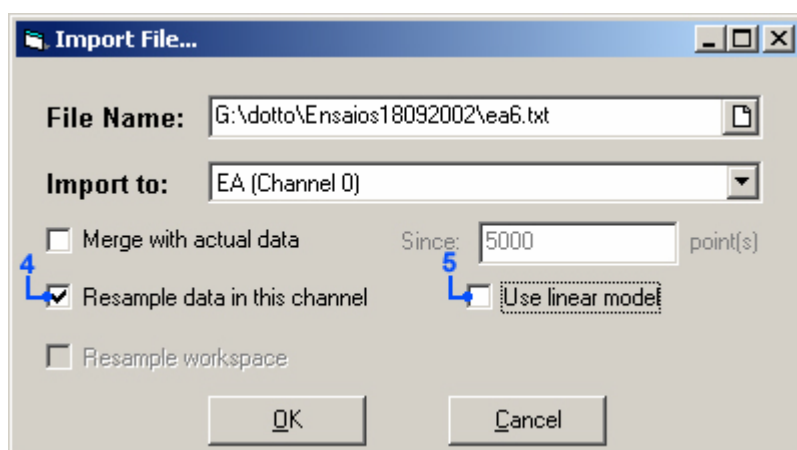 Import File...
File Name: G:\dotto\Ensaios18092002\ea6.txt
Import to: EA (Channel 0)
Merge with actual data Since: 5000 point(s)
4 5
Resample data in this channel Use linear model
Resample workspace
OK Cancel